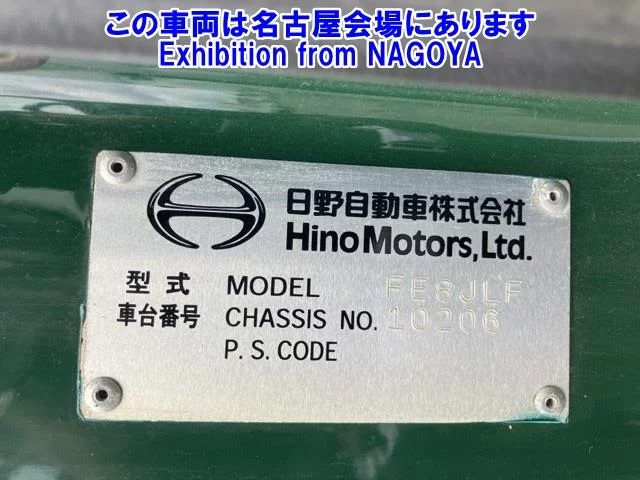 この車両は名古屋会場にあります
Exhibition from NAGOYA
日野自動車株式会社
Hino Motors, Ltd.
型式 MODEL FE8JLF
車台番号 CHASSIS NO. 10206
P. S. CODE